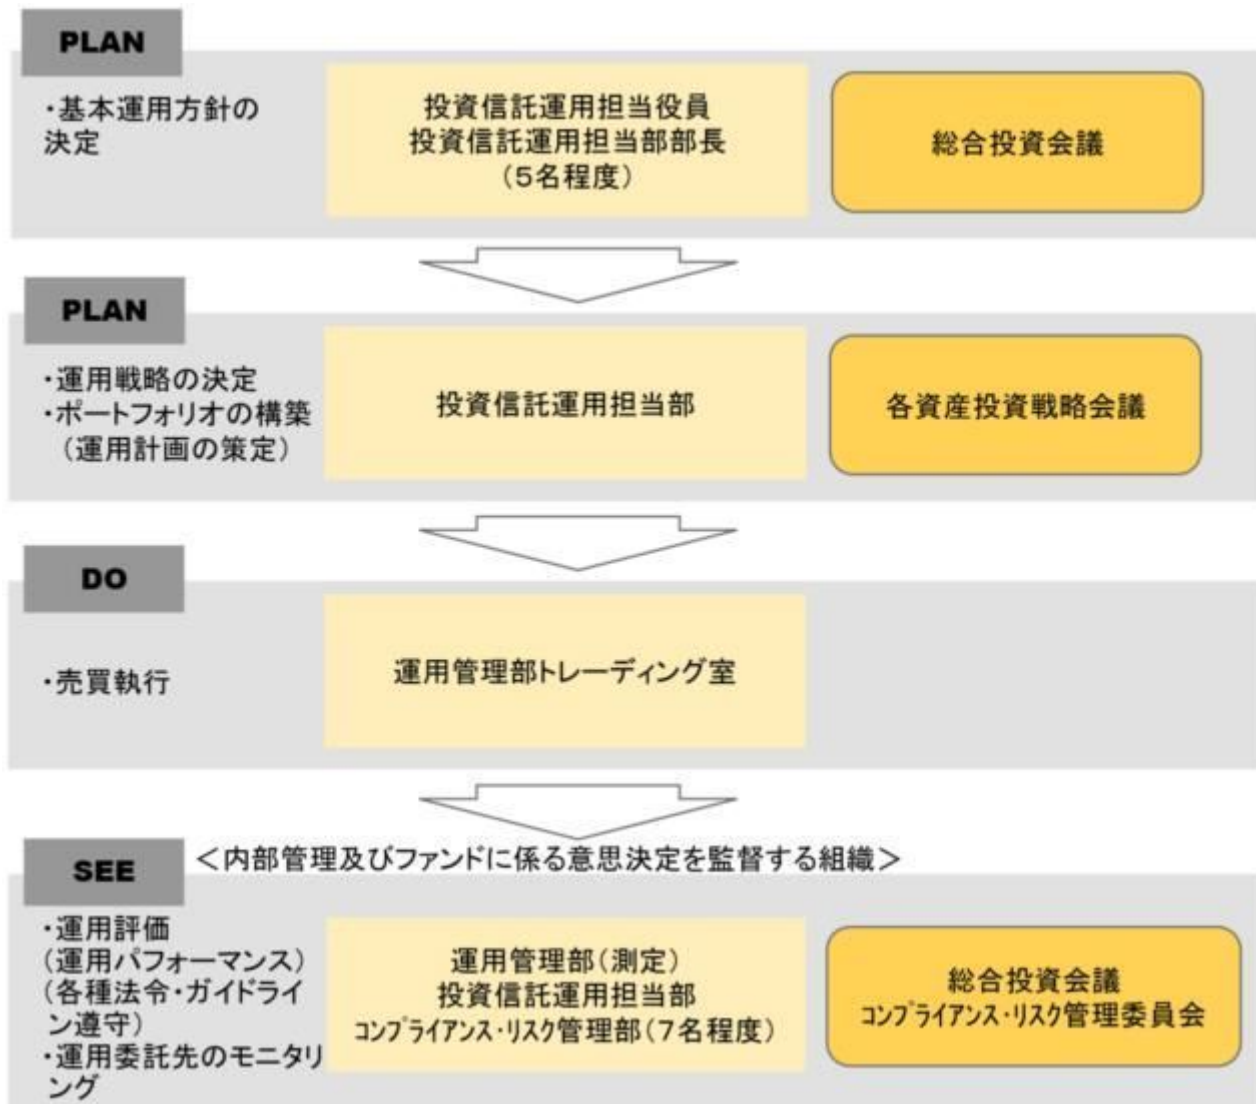 PLAN
・基本運用方針の
決定
投資信託運用担当役員
投資信託運用担当部部長
（５名程度）
総合投資会議
PLAN
・運用戦略の決定
・ポートフォリオの構築
（運用計画の策定）
投資信託運用担当部
各資産投資戦略会議
DO
・売買執行
運用管理部トレーディング室
SEE
＜内部管理及びファンドに係る意思決定を監督する組織＞
・運用評価
（運用パフォーマンス）
（各種法令・ガイドライ
ン遵守）
・運用委託先のモニタリ
ング
運用管理部（測定）
投資信託運用担当部
ｺﾝﾌﾟﾗｲｱﾝｽ・ﾘｽｸ管理部（７名程度）
総合投資会議
ｺﾝﾌﾟﾗｲｱﾝｽ・ﾘｽｸ管理委員会